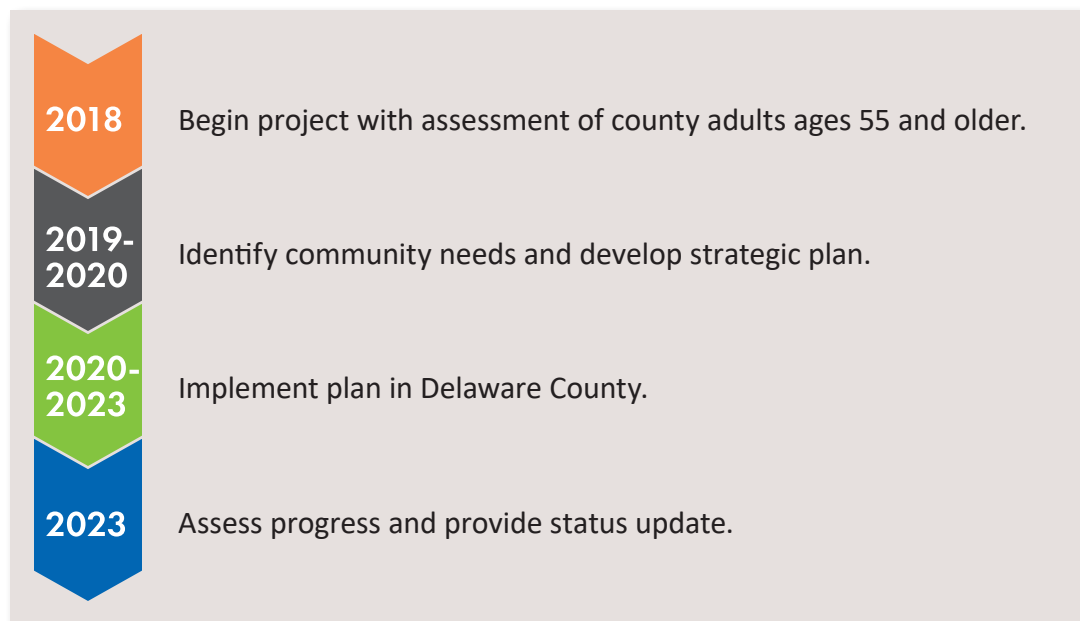 2018
Begin project with assessment of county adults ages 55 and older.
2019-
2020
Identify community needs and develop strategic plan.
2020-
2023
Implement plan in Delaware County.
2023
Assess progress and provide status update.